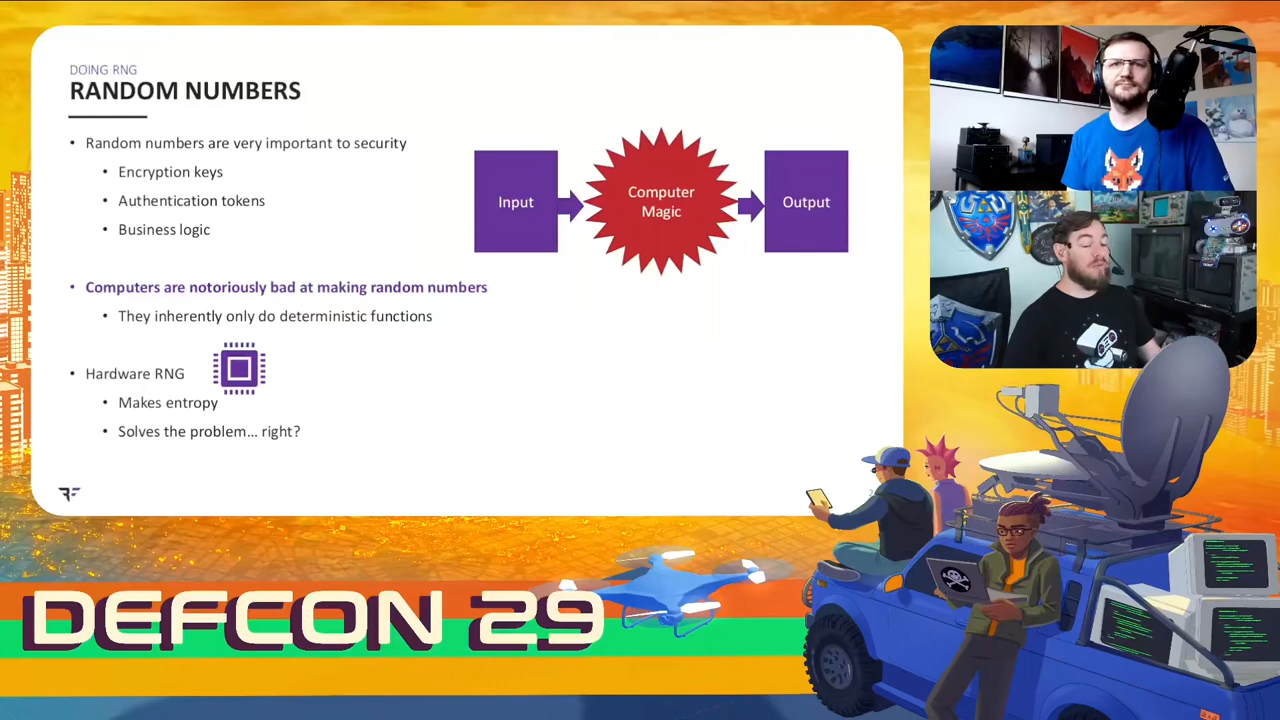 DOING RNG
RANDOM NUMBERS
• Random numbers are very important to security
• Encryption keys
• Authentication tokens
• Business logic
• Computers are notoriously bad at making random numbers
• They inherently only do deterministic functions
• Hardware RNG
• Makes entropy
• Solves the problem... right?
Input
Computer
Magic
Output
DEFCON 29